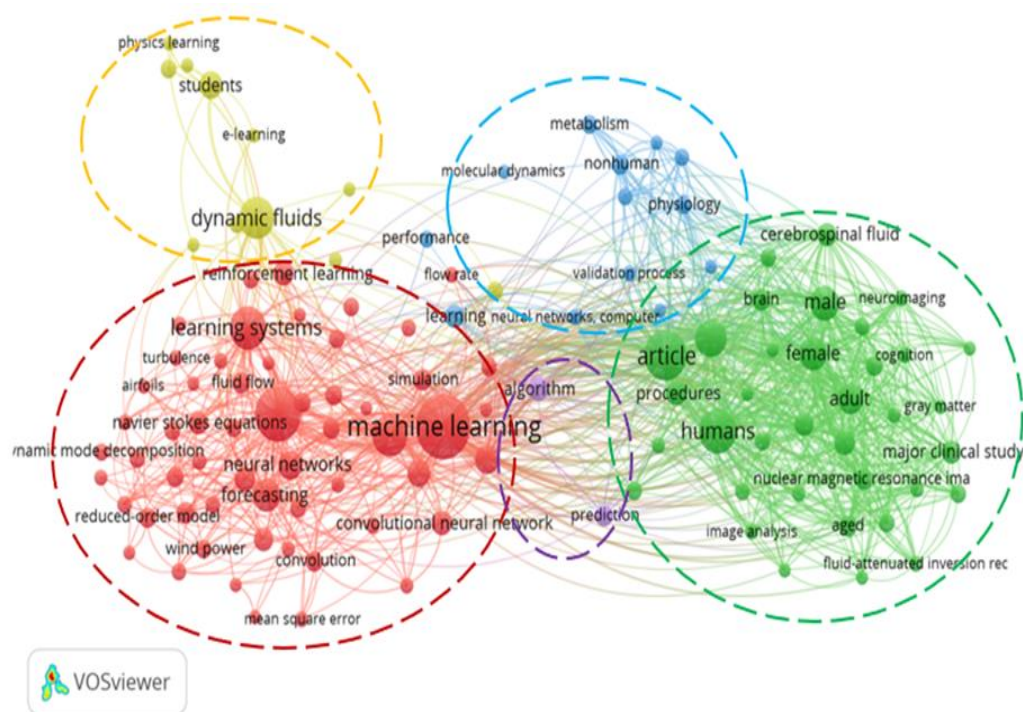 physics learning
students
e-learning
dynamic fluids
metabolism
nonhuman
molecular dynamics
physiology
performance
flow rate
validation process
learning
neural networks, computer
reinforcement learning
learning systems
turbulence
fluid flow
airfoils
simulation
navier stokes equations
machine learning
ynamic mode decomposition
neural networks
forecasting
reduced-order model
convolutional neural network
wind power
convolution
mean square error
algorithm
prediction
cerebrospinal fluid
brain
male
neuroimaging
article
female
cognition
procedures
adult
gray matter
humans
major clinical study
nuclear magnetic resonance ima
image analysis
aged
fluid-attenuated inversion rec
VOSviewer